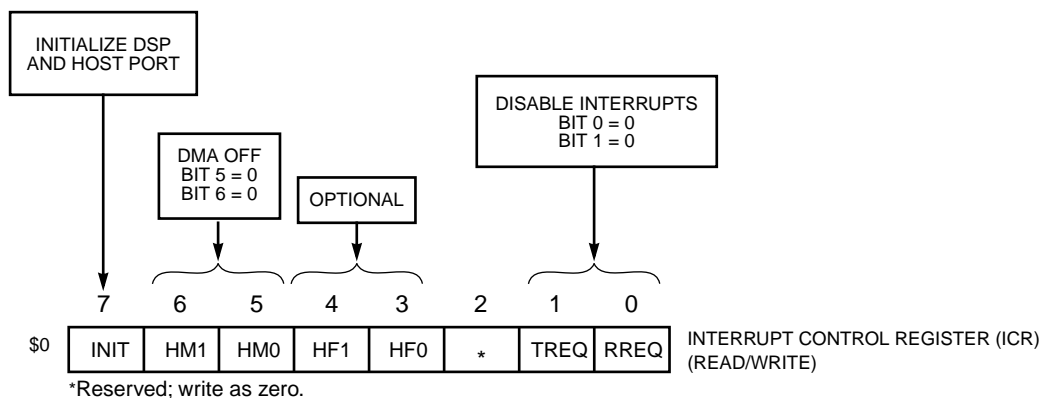 INITIALIZE DSP
AND HOST PORT
DISABLE INTERRUPTS
BIT 0 = 0
BIT 1 = 0
DMA OFF
BIT 5 = 0
BIT 6 = 0
OPTIONAL
7 6 5 4 3 2 1 0
$0 INIT HM1 HM0 HF1 HF0 * TREQ RREQ INTERRUPT CONTROL REGISTER (ICR)
(READ/WRITE)
*Reserved; write as zero.